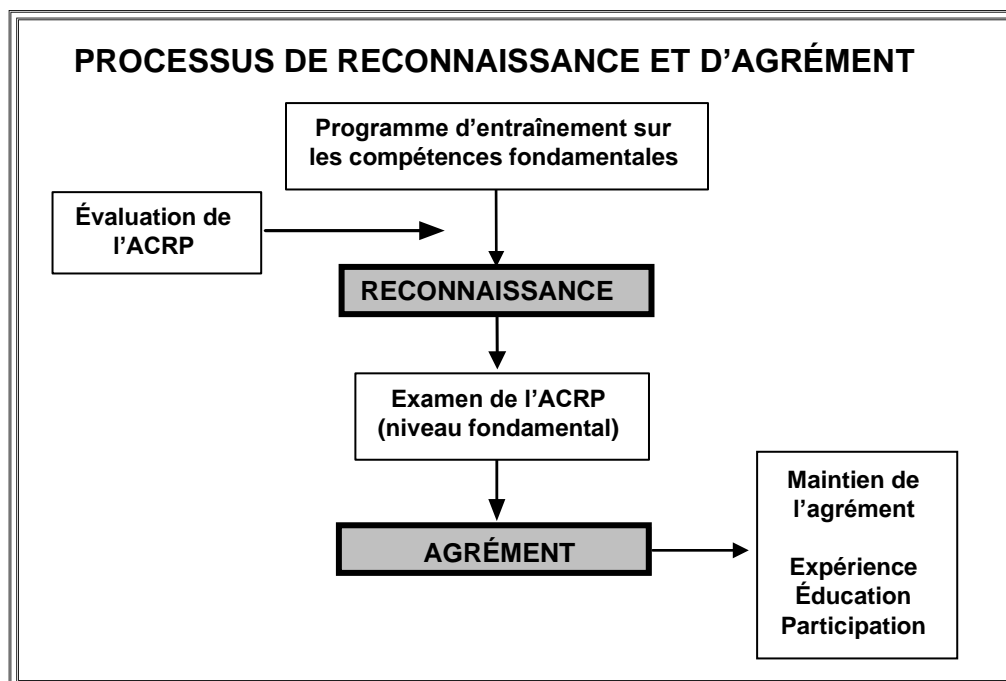 PROCESSUS DE RECONNAISSANCE ET D'AGRÉMENT
Programme d'entraînement sur
les compétences fondamentales
Évaluation de
l'ACRP
RECONNAISSANCE
Examen de l'ACRP
(niveau fondamental)
AGRÉMENT
Maintien de
l'agrément
Expérience
Éducation
Participation